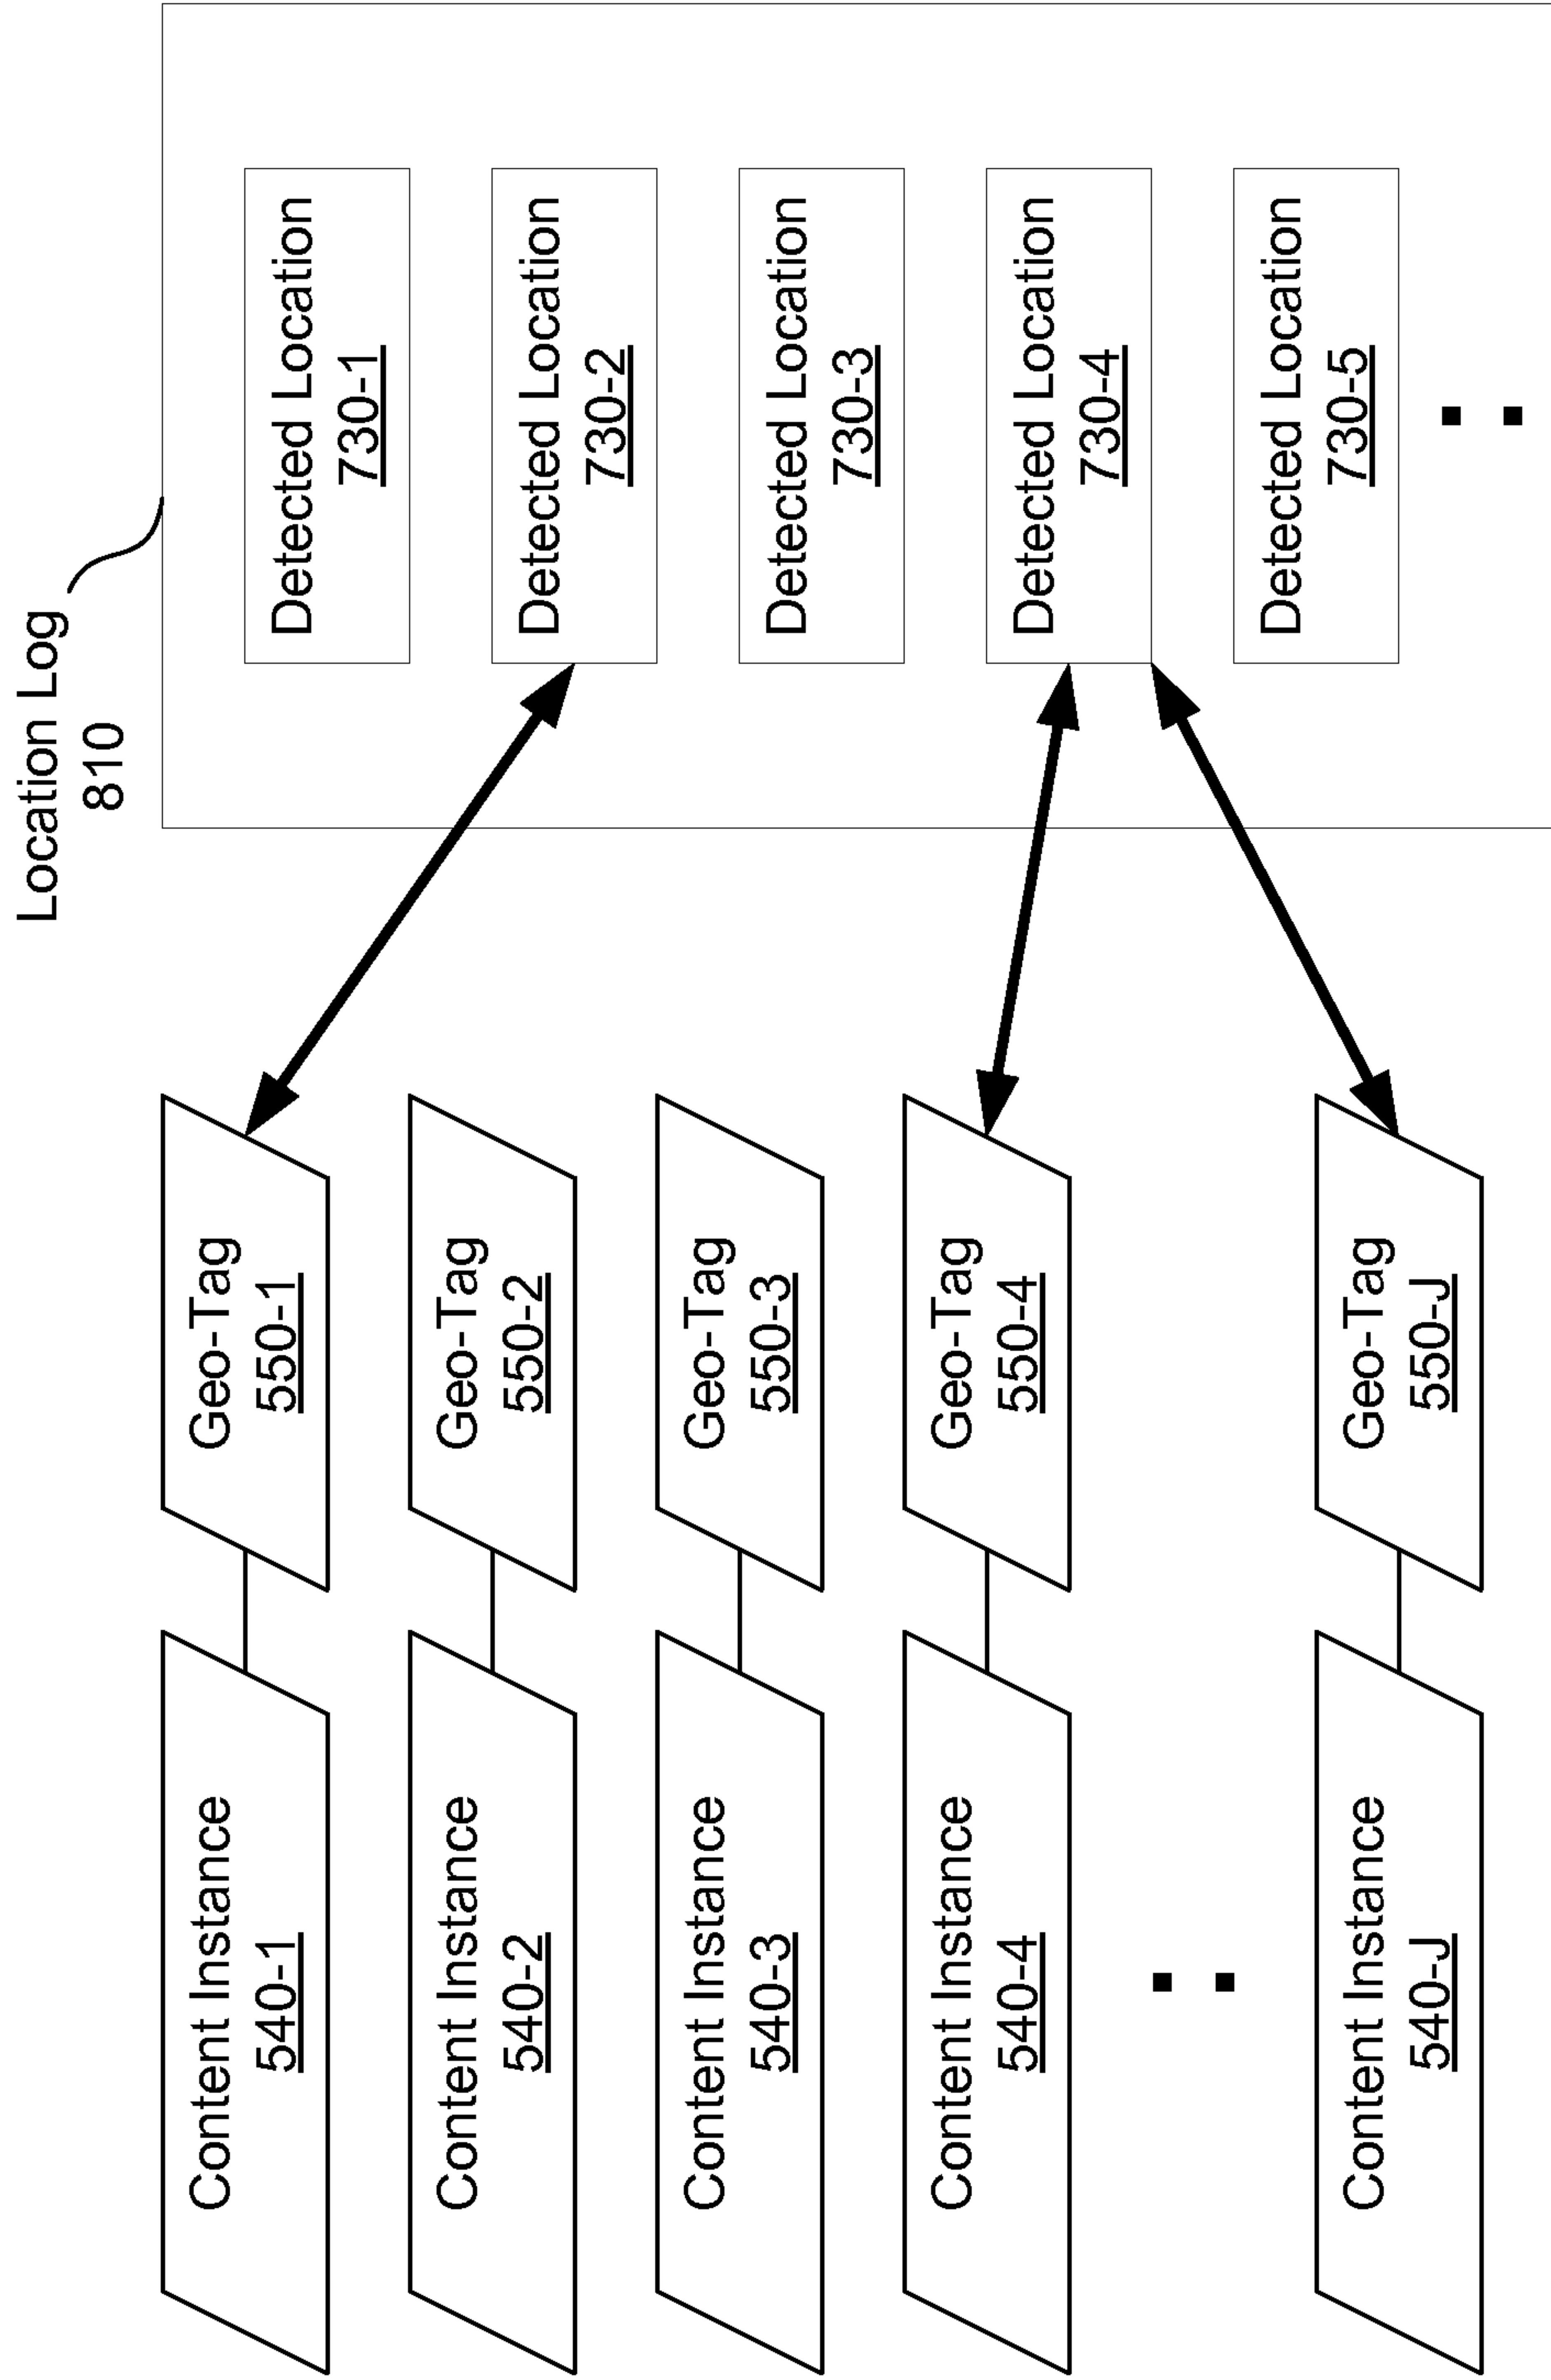 Location Log
810
Content Instance
540-1
Geo-Tag
550-1
Detected Location
730-1
Content Instance
540-2
Geo-Tag
550-2
Detected Location
730-2
Content Instance
540-3
Geo-Tag
550-3
Detected Location
730-3
Content Instance
540-4
Geo-Tag
550-4
Detected Location
730-4
Content Instance
540-J
Geo-Tag
550-J
Detected Location
730-5